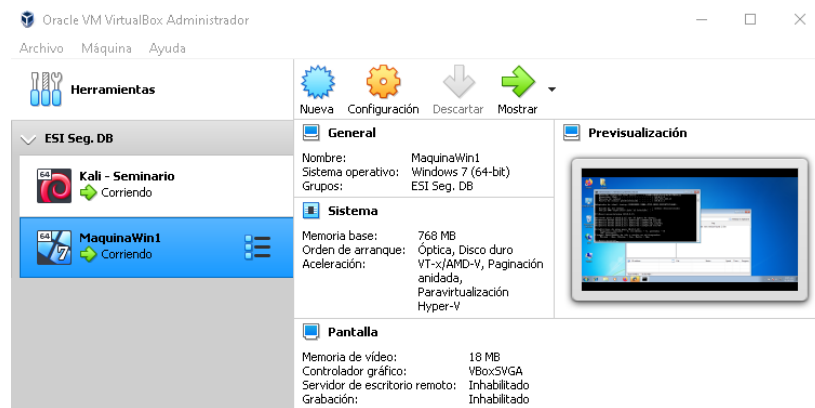 Oracle VM VirtualBox Administrador
Archivo Máquina Ayuda
Herramientas
Nueva Configuración Descartar Mostrar
ESI Seg. DB
64 Kali - Seminario
Corriendo
64 7 MaquinaWin1
Corriendo
General
Nombre: MaquinaWin1
Sistema operativo: Windows 7 (64-bit)
Grupos: ESI Seg. DB
Sistema
Memoria base: 768 MB
Orden de arranque: Óptica, Disco duro
Aceleración: VT-x/AMD-V, Paginación
anidada,
Paravirtualización
Hyper-V
Previsualización
Pantalla
Memoria de vídeo: 18 MB
Controlador gráfico: VBoxSVGA
Servidor de escritorio remoto: Inhabilitado
Grabación: Inhabilitado